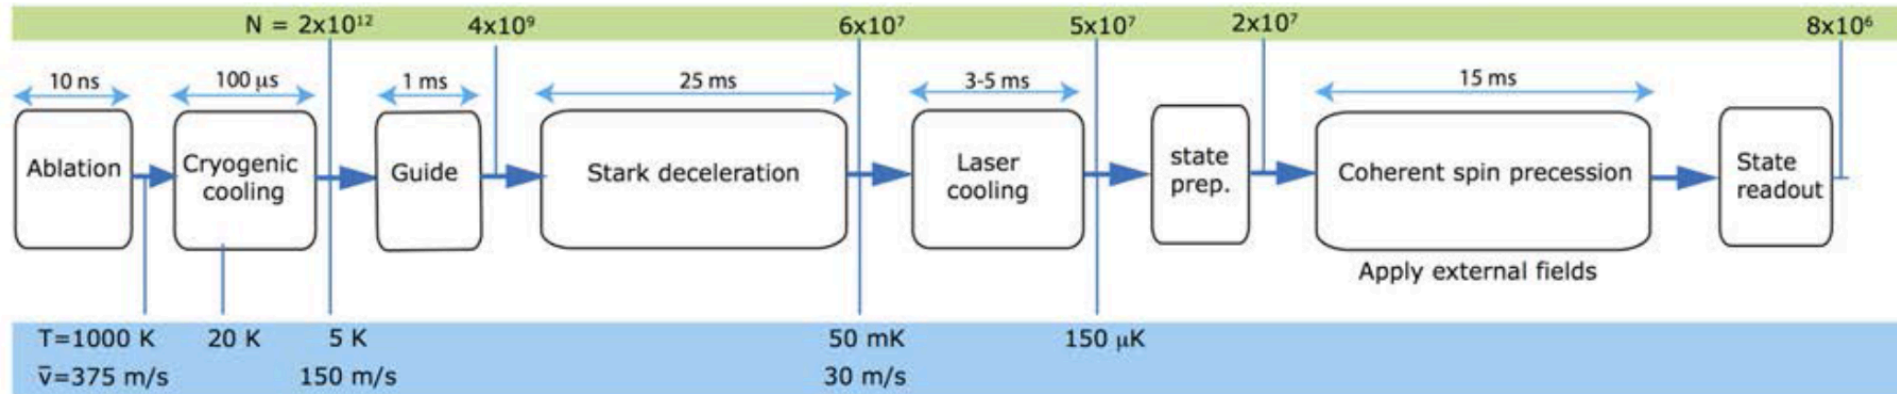 N = 2x10¹² 4x10⁹ 6x10⁷ 5x10⁷ 2x10⁷ 8x10⁶
10 ns 100 μs 1 ms 25 ms 3-5 ms 15 ms
Ablation
Cryogenic
cooling
Guide
Stark deceleration
Laser
cooling
state
prep.
Coherent spin precession
State
readout
Apply external fields
T=1000 K 20 K 5 K 50 mK 150 μK
v̄=375 m/s 150 m/s 30 m/s